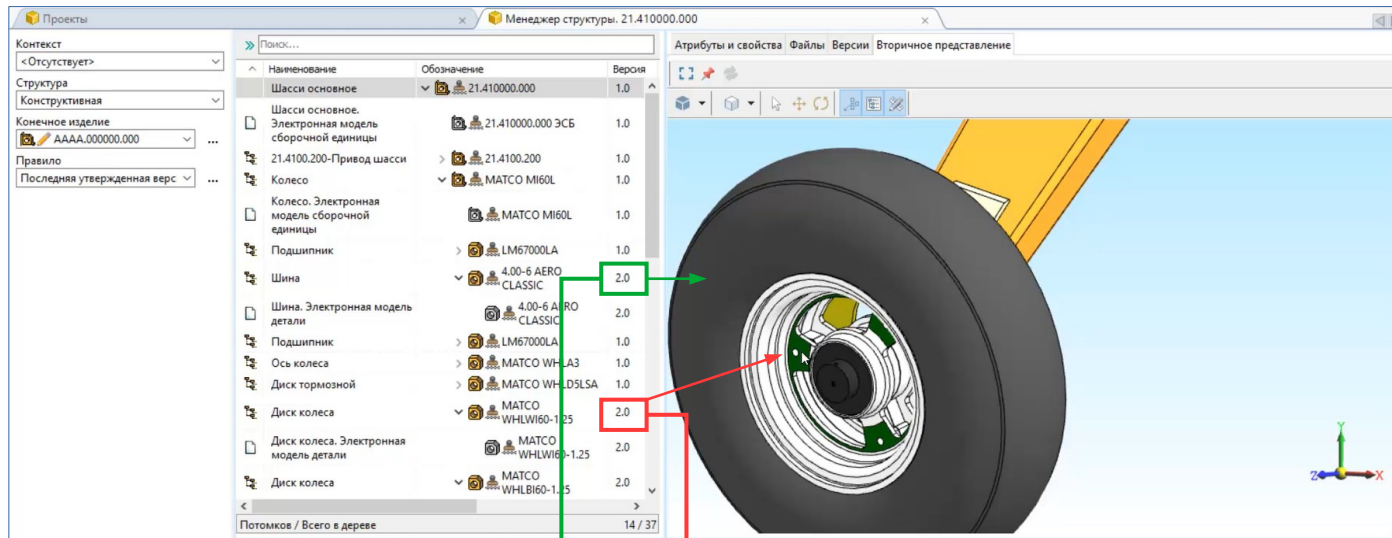 Проекты
Менеджер структуры. 21.410000.000
Контекст
<Отсутствует>
Структура
Конструктивная
Конечное изделие
AAAA.000000.000
...
Правило
Последняя утвержденная верс
...
Поиск...
Наименование Обозначение Версия
Шасси основное 21.410000.000 1.0
Шасси основное.
Электронная модель
сборочной единицы
21.410000.000 ЭСБ 1.0
21.4100.200-Привод шасси 21.4100.200 1.0
Колесо MATCO MI60L 1.0
Колесо. Электронная
модель сборочной
единицы
MATCO MI60L 1.0
Подшипник LM67000LA 1.0
Шина 4.00-6 AERO
CLASSIC
2.0
Шина. Электронная модель
детали
4.00-6 AERO
CLASSIC
2.0
Подшипник LM67000LA 1.0
Ось колеса MATCO WHLA3 1.0
Диск тормозной MATCO WHLD5LSA 1.0
Диск колеса MATCO
WHLWI60-1.25
2.0
Диск колеса. Электронная
модель детали
MATCO
WHLWI60-1.25
2.0
Диск колеса MATCO
WHLBI60-1.25
2.0
Потомков / Всего в дереве 14 / 37
Атрибуты и свойства Файлы Версии Вторичное представление
Y
Z X